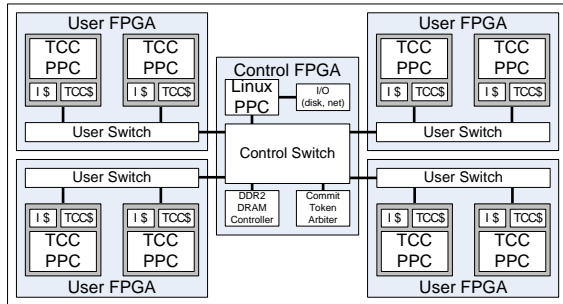 User FPGA
TCC
PPC
I $
TCC$
TCC
PPC
I $
TCC$
User Switch
Control FPGA
Linux
PPC
I/O
(disk, net)
Control Switch
DDR2
DRAM
Controller
Commit
Token
Arbiter
User FPGA
TCC
PPC
I $
TCC$
TCC
PPC
I $
TCC$
User Switch
User Switch
I $
TCC$
TCC
PPC
I $
TCC$
TCC
PPC
User FPGA
User Switch
I $
TCC$
TCC
PPC
I $
TCC$
TCC
PPC
User FPGA